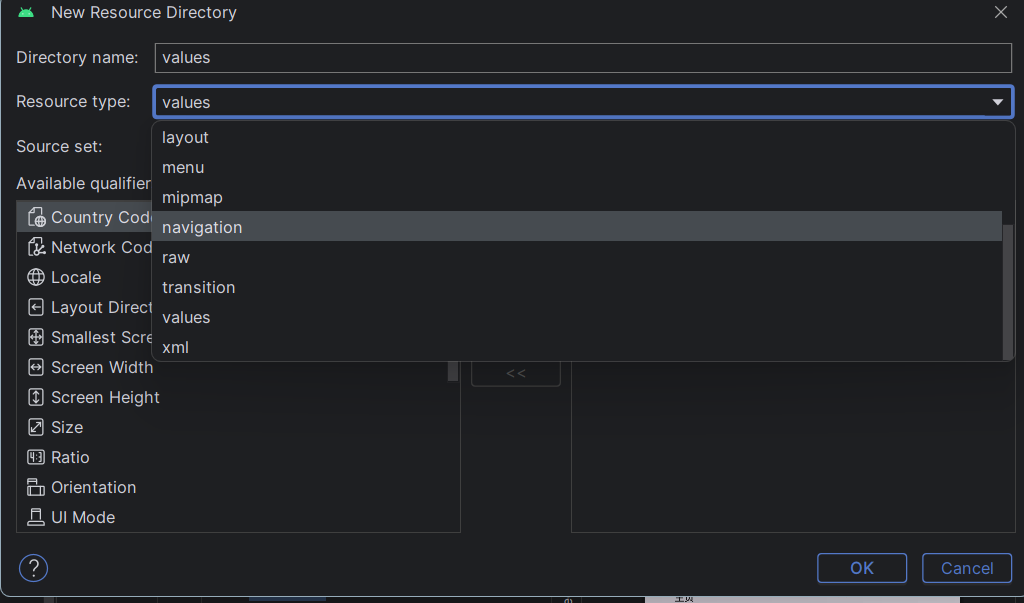 New Resource Directory
Directory name: values
Resource type: values
Source set:
layout
menu
mipmap
navigation
raw
transition
values
xml
Available qualifier
Country Cod
Network Cod
Locale
Layout Direct
Smallest Scre
Screen Width
Screen Height
Size
Ratio
Orientation
UI Mode
<<
?
OK
Cancel